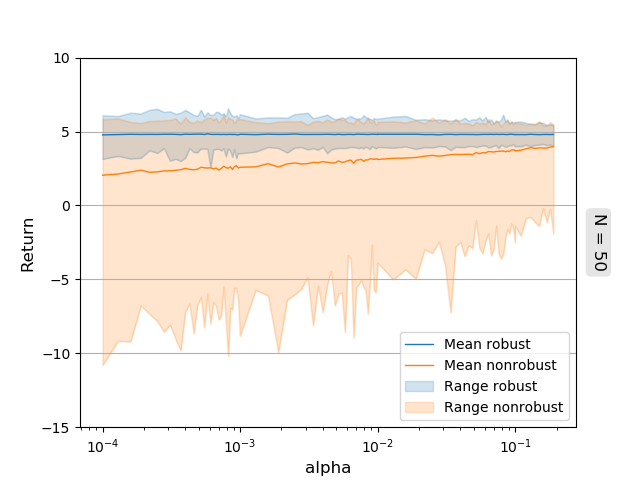 10
5
0
−5
−10
−15
Return
10⁻⁴
10⁻³
10⁻²
10⁻¹
alpha
N = 50
Mean robust
Mean nonrobust
Range robust
Range nonrobust